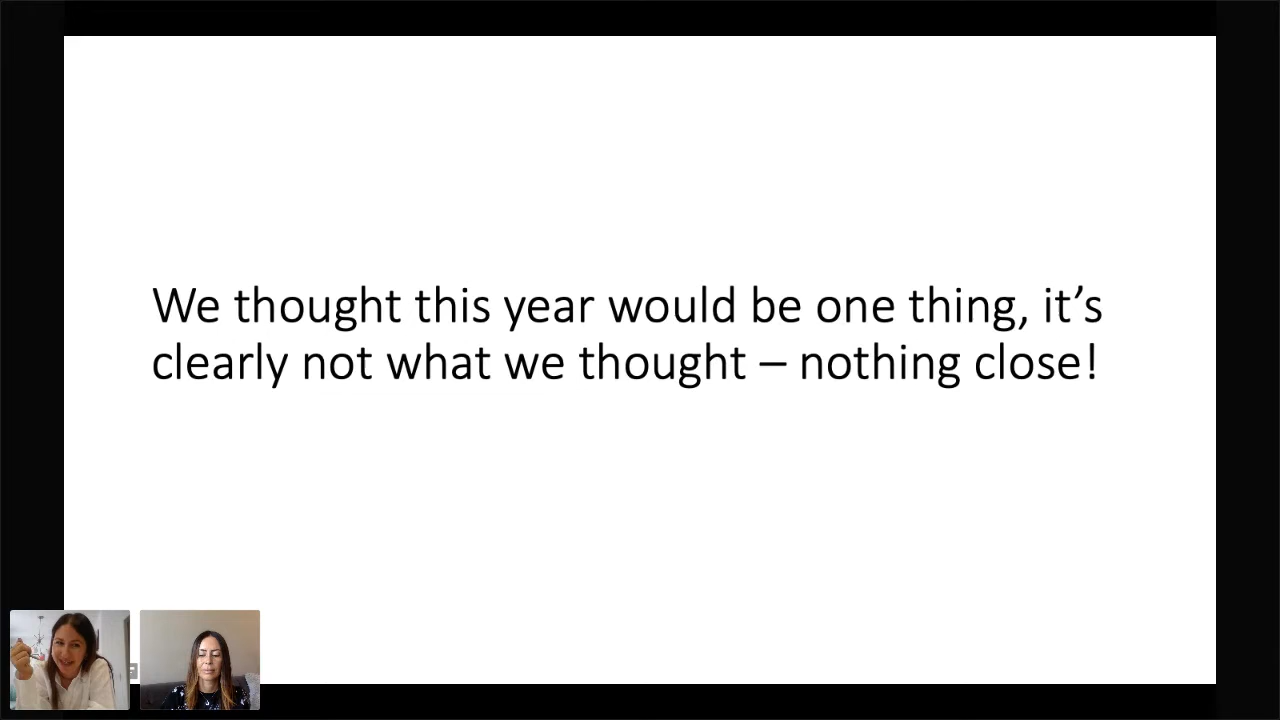 We thought this year would be one thing, it’s
clearly not what we thought – nothing close!